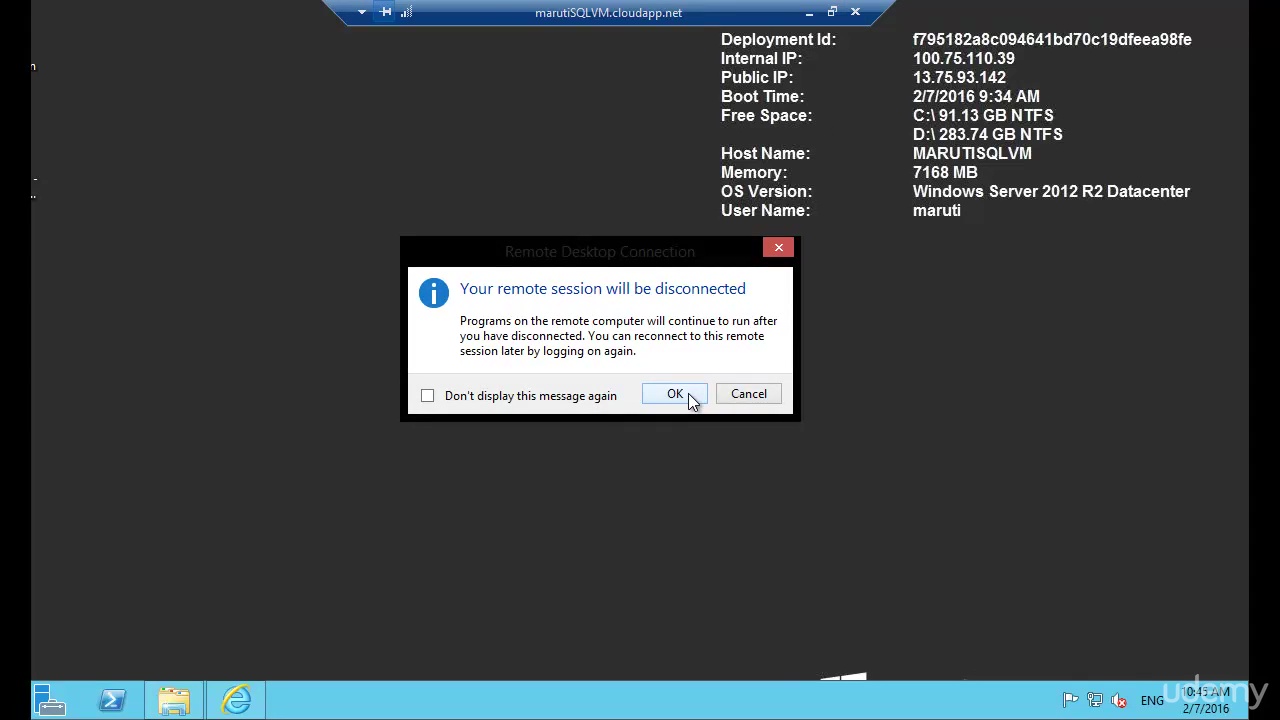 marutiSQLVM.cloudapp.net
Deployment Id: f795182a8c094641bd70c19dfeea98fe
Internal IP: 100.75.110.39
Public IP: 13.75.93.142
Boot Time: 2/7/2016 9:34 AM
Free Space: C:\ 91.13 GB NTFS
D:\ 283.74 GB NTFS
Host Name: MARUTISQLVM
Memory: 7168 MB
OS Version: Windows Server 2012 R2 Datacenter
User Name: maruti
Remote Desktop Connection
Your remote session will be disconnected
Programs on the remote computer will continue to run after
you have disconnected. You can reconnect to this remote
session later by logging on again.
Don't display this message again
OK
Cancel
ENG
10:45 AM
2/7/2016
udemy